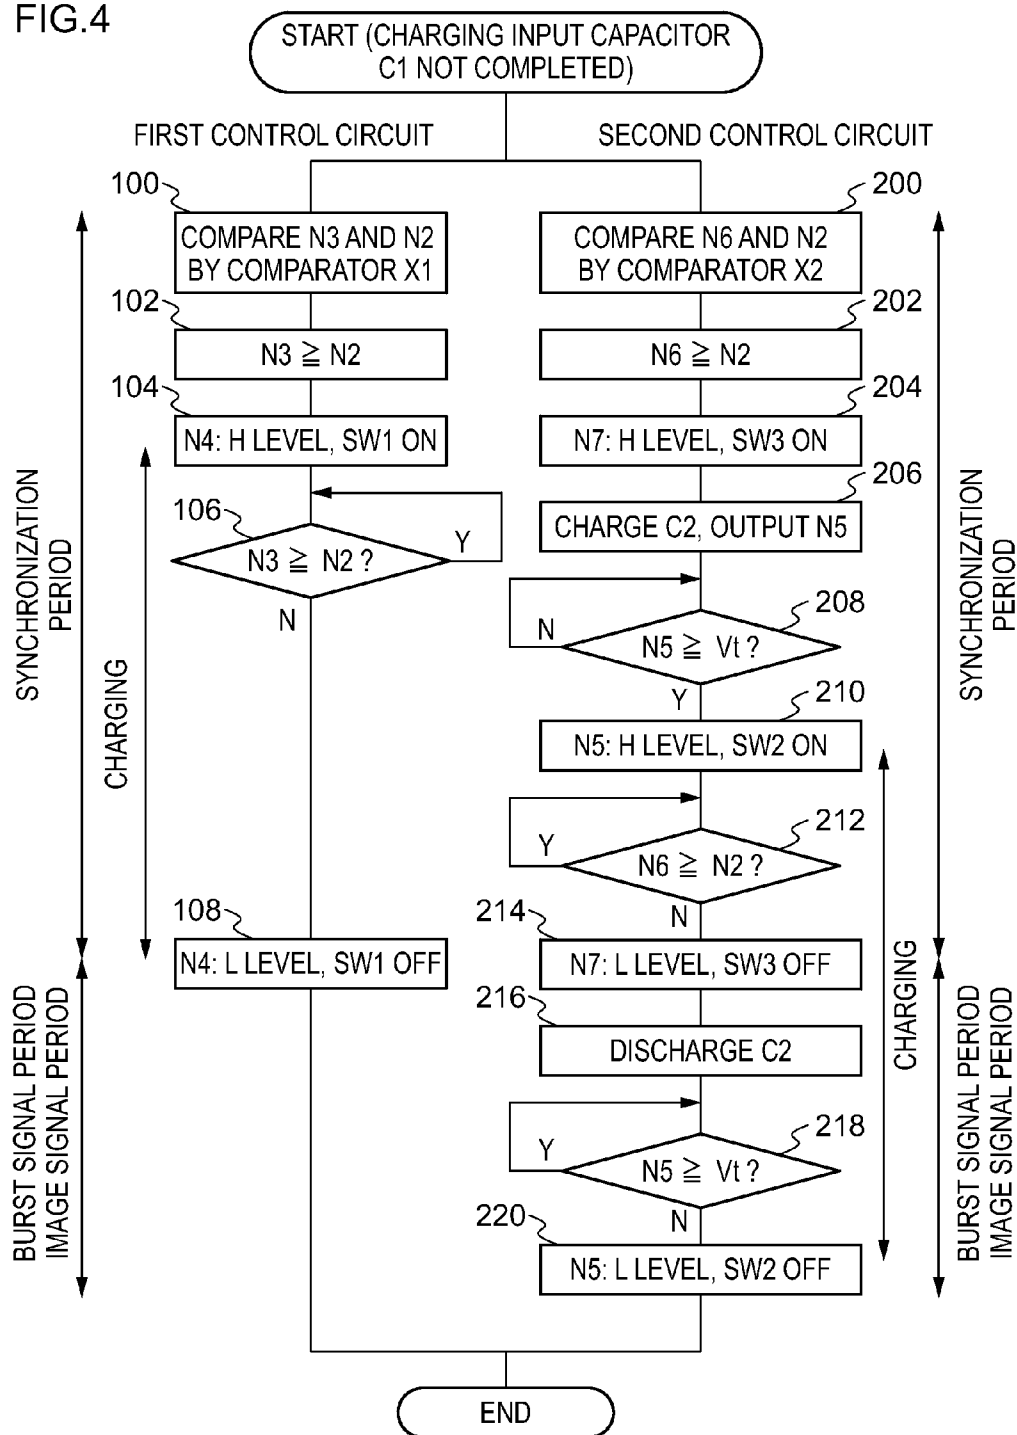 FIG.4
START (CHARGING INPUT CAPACITOR
C1 NOT COMPLETED)
FIRST CONTROL CIRCUIT
SECOND CONTROL CIRCUIT
100
COMPARE N3 AND N2
BY COMPARATOR X1
102
N3 ≧ N2
104
N4: H LEVEL, SW1 ON
106
N3 ≧ N2 ?
Y
N
108
N4: L LEVEL, SW1 OFF
SYNCHRONIZATION
PERIOD
CHARGING
BURST SIGNAL PERIOD
IMAGE SIGNAL PERIOD
200
COMPARE N6 AND N2
BY COMPARATOR X2
202
N6 ≧ N2
204
N7: H LEVEL, SW3 ON
206
CHARGE C2, OUTPUT N5
208
N5 ≧ Vt ?
N
Y
210
N5: H LEVEL, SW2 ON
212
N6 ≧ N2 ?
Y
N
214
N7: L LEVEL, SW3 OFF
216
DISCHARGE C2
218
N5 ≧ Vt ?
Y
N
220
N5: L LEVEL, SW2 OFF
SYNCHRONIZATION
PERIOD
CHARGING
BURST SIGNAL PERIOD
IMAGE SIGNAL PERIOD
END